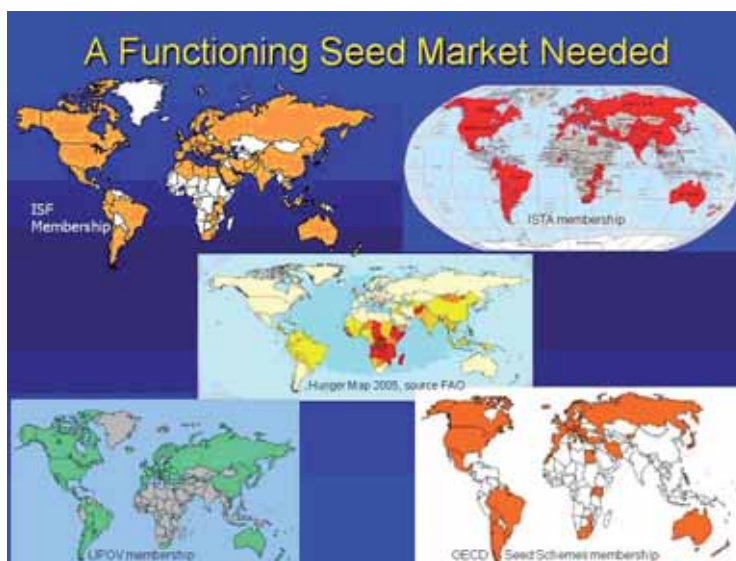 A Functioning Seed Market Needed
ISF
Membership
ISTA membership
Hunger Map 2005, source FAO
UPOV membership
OECD Seed Schemes membership